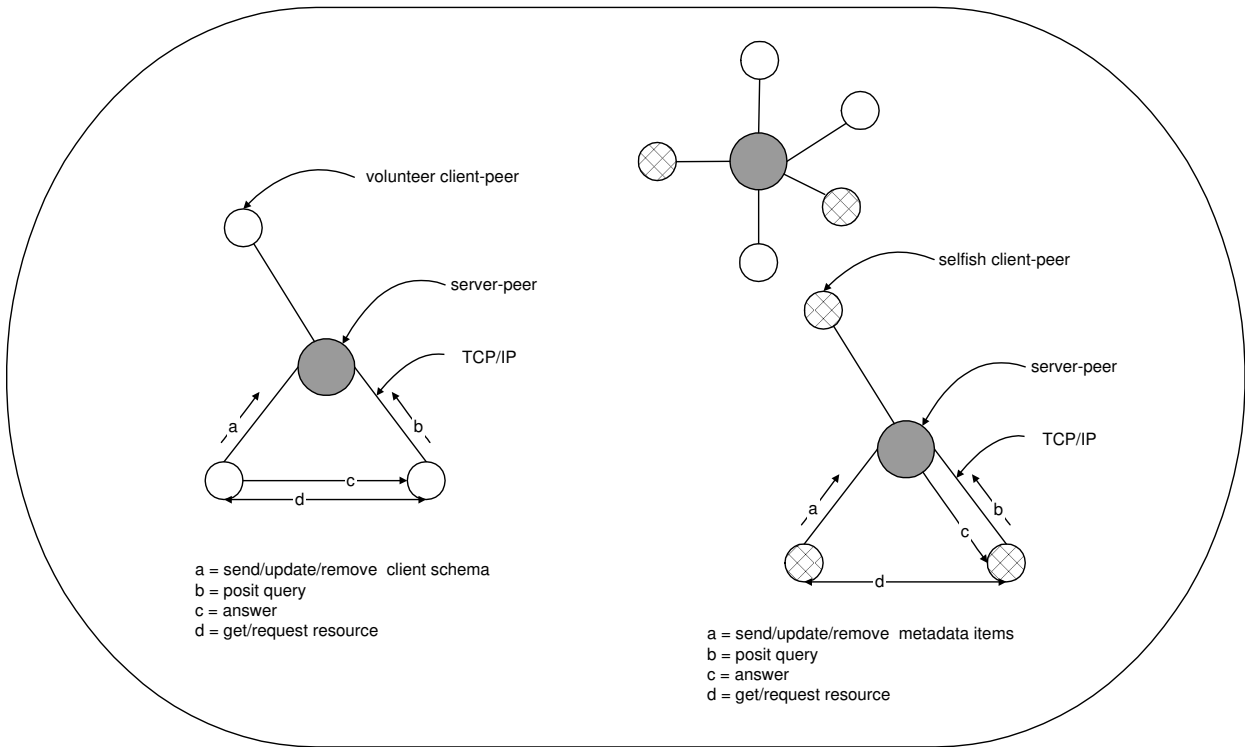 volunteer client-peer
server-peer
TCP/IP
a
b
c
d
a = send/update/remove client schema
b = posit query
c = answer
d = get/request resource
selfish client-peer
server-peer
TCP/IP
a
b
c
d
a = send/update/remove metadata items
b = posit query
c = answer
d = get/request resource